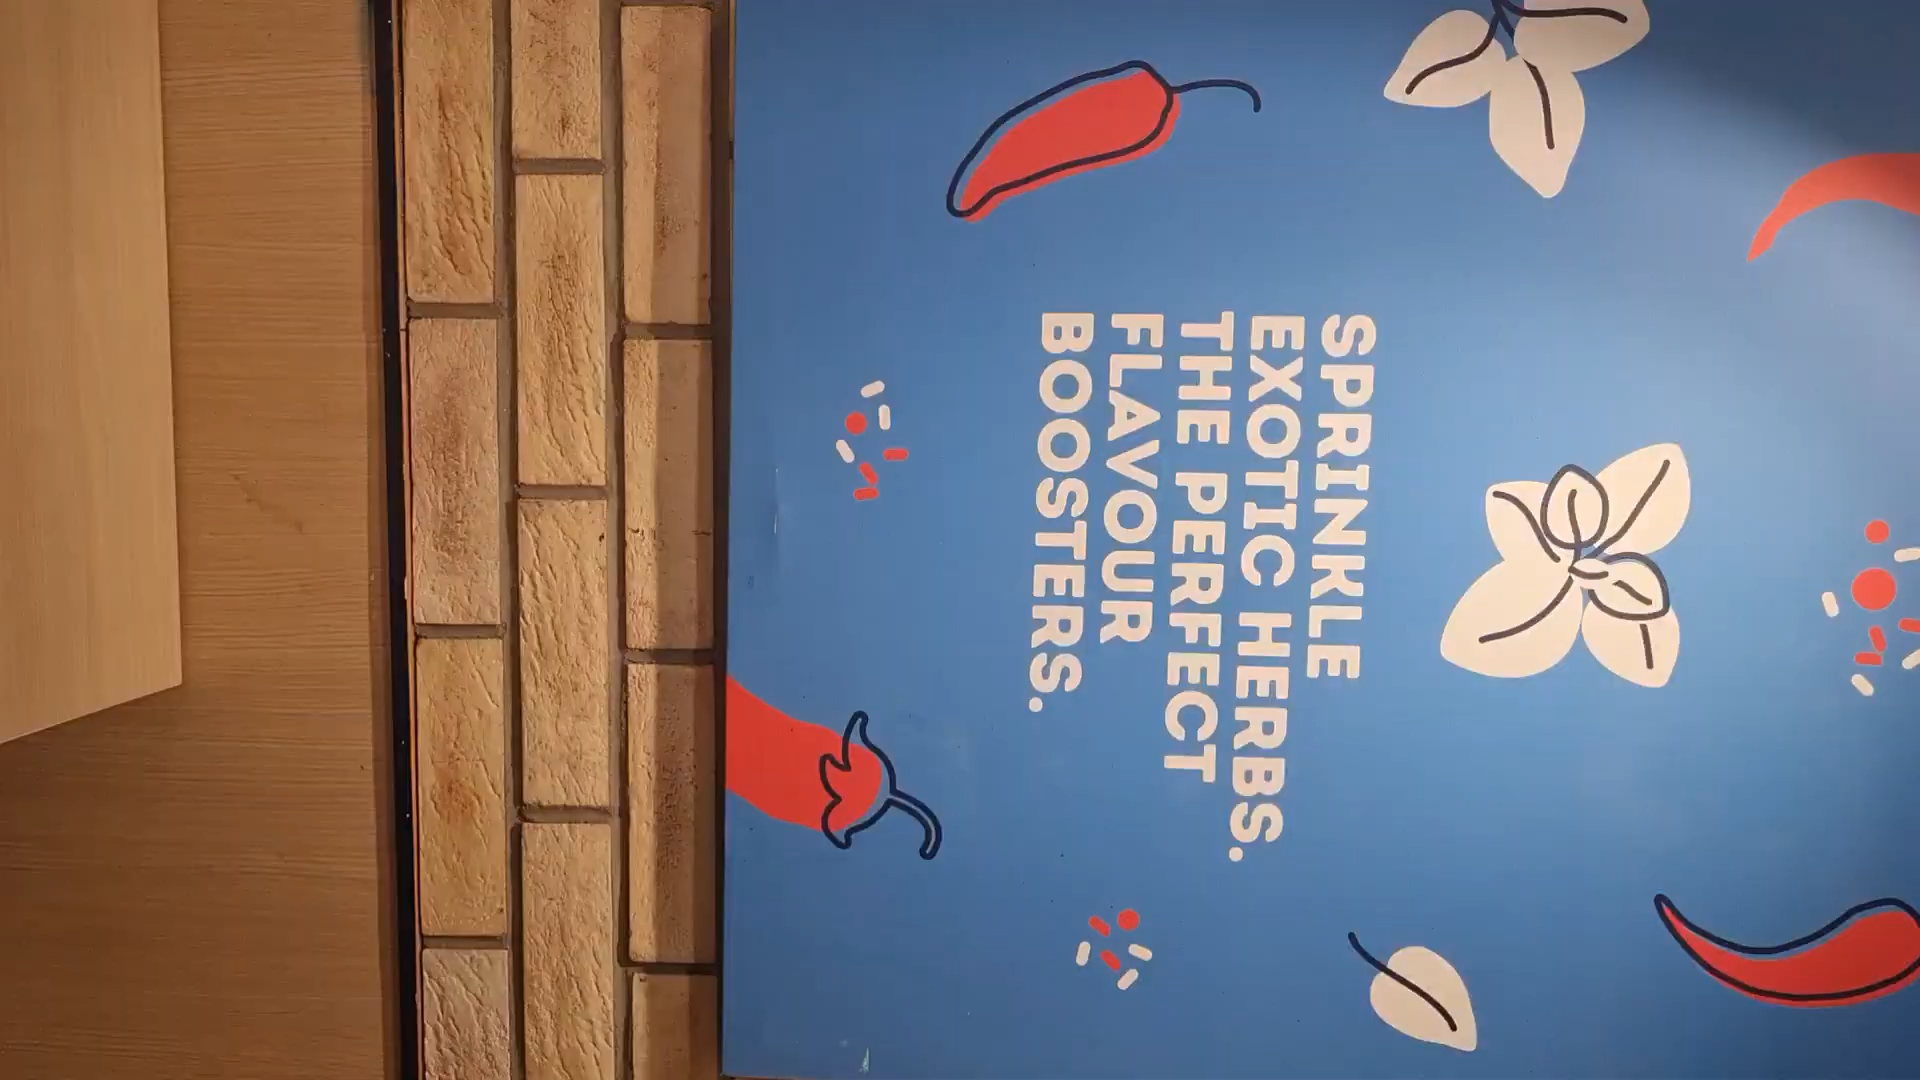 SPRINKLE
EXOTIC HERBS.
THE PERFECT
FLAVOUR
BOOSTERS.